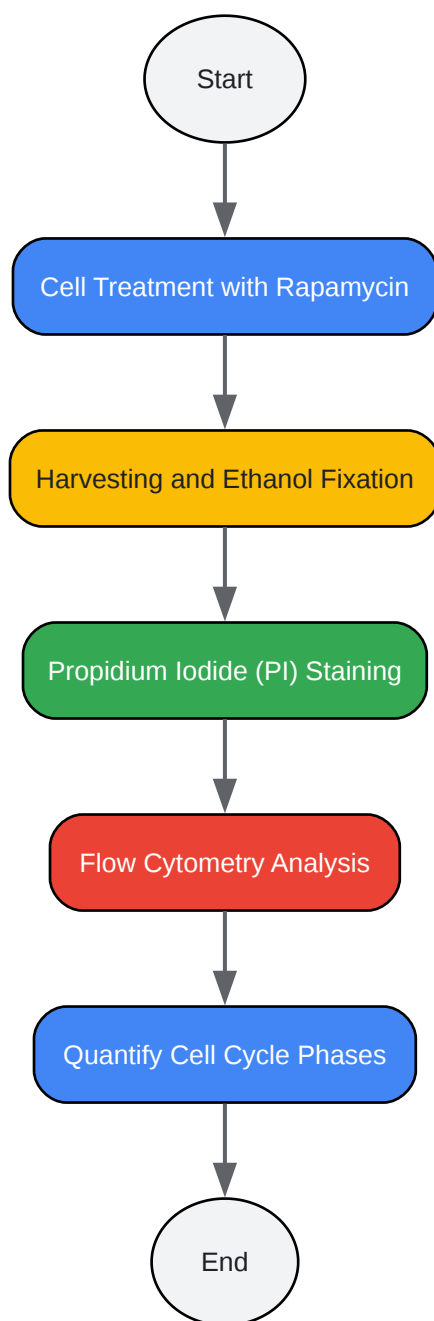 Start
Cell Treatment with Rapamycin
Harvesting and Ethanol Fixation
Propidium Iodide (PI) Staining
Flow Cytometry Analysis
Quantify Cell Cycle Phases
End